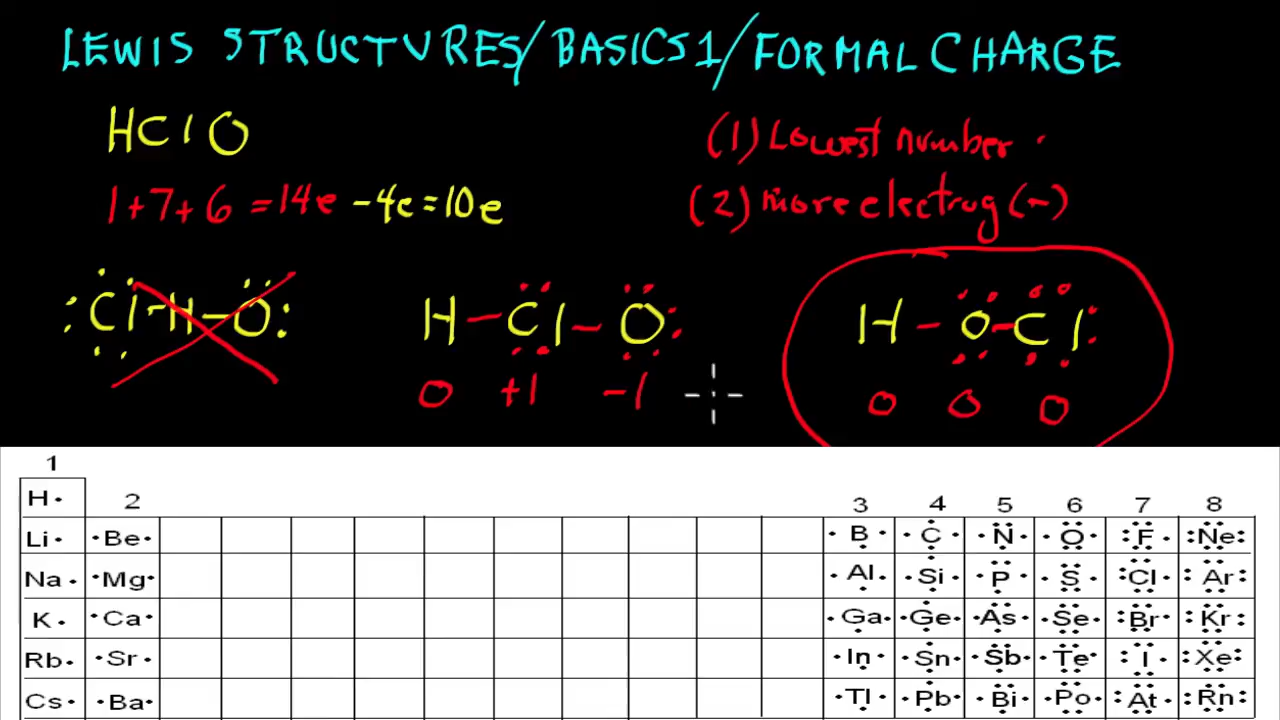 LEWIS STRUCTURES/BASICS1/FORMAL CHARGE
HClO
1+7+6=14e-4e=10e
(1) Lowest number
(2) more electrug (-)
:Cl-H-O:
H-Cl-O:
0 +1 -1
H-O-Cl:
0 0 0
1
H·
2 3 4 5 6 7 8
Li· Be B C N O F Ne
Na· Mg Al Si P S Cl Ar
K· Ca Ga Ge As Se Br Kr
Rb· Sr In Sn Sb Te I Xe
Cs· Ba Tl Pb Bi Po At Rn